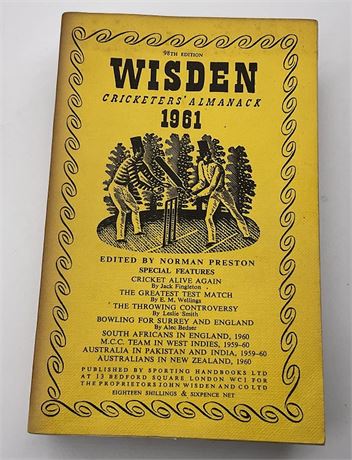 98TH EDITION
WISDEN
CRICKETERS' ALMANACK
1961
EDITED BY NORMAN PRESTON
SPECIAL FEATURES
CRICKET ALIVE AGAIN
By Jack Fingleton
THE GREATEST TEST MATCH
By E. M. Wellings
THE THROWING CONTROVERSY
By Leslie Smith
BOWLING FOR SURREY AND ENGLAND
By Alec Bedser
SOUTH AFRICANS IN ENGLAND, 1960
M.C.C. TEAM IN WEST INDIES, 1959-60
AUSTRALIA IN PAKISTAN AND INDIA, 1959-60
AUSTRALIANS IN NEW ZEALAND, 1960
PUBLISHED BY SPORTING HANDBOOKS LTD
AT 13 BEDFORD SQUARE LONDON WC1 FOR
THE PROPRIETORS JOHN WISDEN AND CO LTD
EIGHTEEN SHILLINGS & SIXPENCE NET